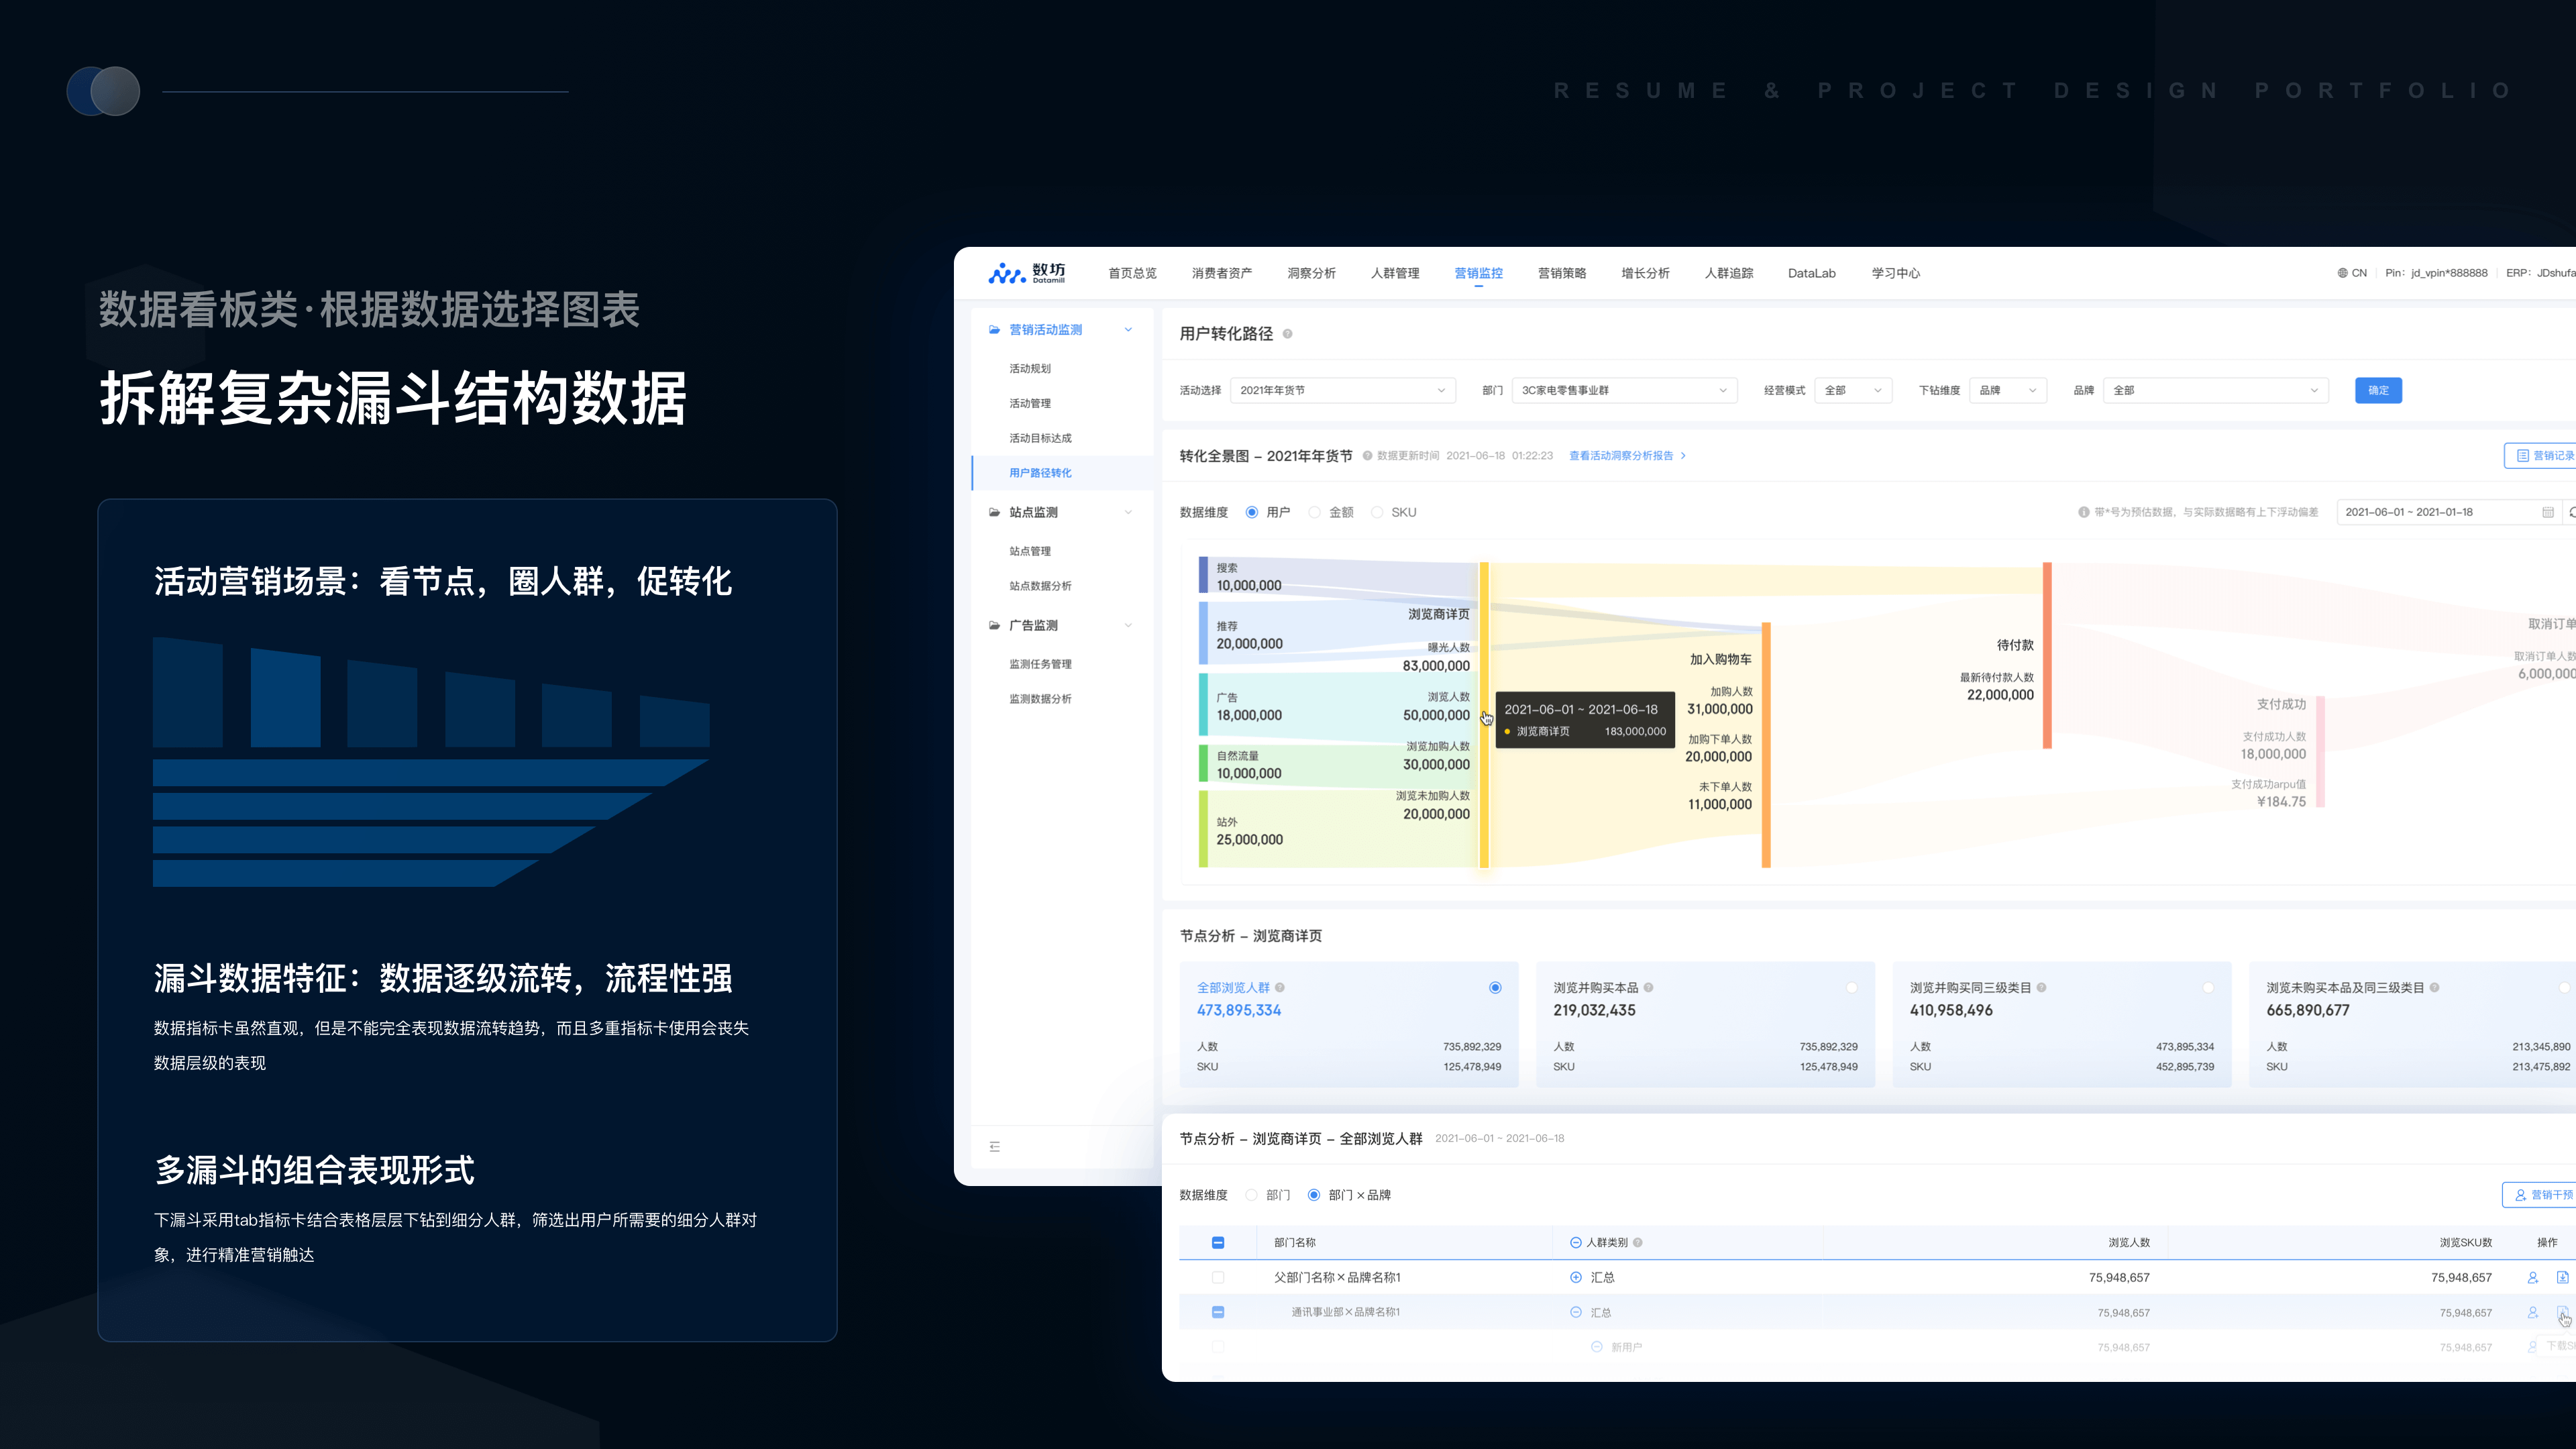 RESUME & PROJECT DESIGN PORTFOLIO
数据看板类·根据数据选择图表
拆解复杂漏斗结构数据
活动营销场景：看节点，圈人群，促转化
漏斗数据特征：数据逐级流转，流程性强
数据指标卡虽然直观，但是不能完全表现数据流转趋势，而且多重指标卡使用会丧失
数据层级的表现
多漏斗的组合表现形式
下漏斗采用tab指标卡结合表格层层下钻到细分人群，筛选出用户所需要的细分人群对
象，进行精准营销触达
数坊
Datamill
首页总览 消费者资产 洞察分析 人群管理 营销监控 营销策略 增长分析 人群追踪 DataLab 学习中心
CN Pin：jd_vpin*888888 ERP：JDshufa
营销活动监测
活动规划
活动管理
活动目标达成
用户路径转化
站点监测
站点管理
站点数据分析
广告监测
监测任务管理
监测数据分析
用户转化路径
活动选择 2021年年货节 部门 3C家电零售事业群 经营模式 全部 下钻维度 品牌 品牌 全部 确定
转化全景图 – 2021年年货节 数据更新时间 2021-06-18 01:22:23 查看活动洞察分析报告
营销记录
数据维度 用户 金额 SKU
带*号为预估数据，与实际数据略有上下浮动偏差 2021-06-01 ~ 2021-01-18
搜索
10,000,000
推荐
20,000,000
广告
18,000,000
自然流量
10,000,000
站外
25,000,000
浏览商详页
曝光人数
83,000,000
浏览人数
50,000,000
浏览加购人数
30,000,000
浏览未加购人数
20,000,000
2021-06-01 ~ 2021-06-18
浏览商详页 183,000,000
加入购物车
加购人数
31,000,000
加购下单人数
20,000,000
未下单人数
11,000,000
待付款
最新待付款人数
22,000,000
支付成功
支付成功人数
18,000,000
支付成功arpu值
¥184.75
取消订单
取消订单人数
6,000,000
节点分析 – 浏览商详页
全部浏览人群
473,895,334
人数 735,892,329
SKU 125,478,949
浏览并购买本品
219,032,435
人数 735,892,329
SKU 125,478,949
浏览并购买同三级类目
410,958,496
人数 473,895,334
SKU 452,895,739
浏览未购买本品及同三级类目
665,890,677
人数 213,345,890
SKU 213,475,892
节点分析 – 浏览商详页 – 全部浏览人群 2021-06-01 ~ 2021-06-18
数据维度 部门 部门×品牌
营销干预
部门名称 人群类别 浏览人数 浏览SKU数 操作
父部门名称×品牌名称1 汇总 75,948,657 75,948,657
通讯事业部×品牌名称1 汇总 75,948,657 75,948,657
新用户 75,948,657 75,948,657
下载S